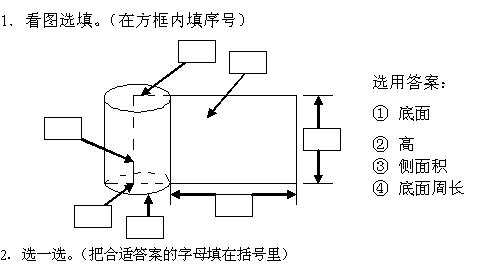 1. 看图选填。(在方框内填序号)
选用答案:
① 底面
② 高
③ 侧面积
④ 底面周长
2. 选一选。(把合适答案的字母填在括号里)